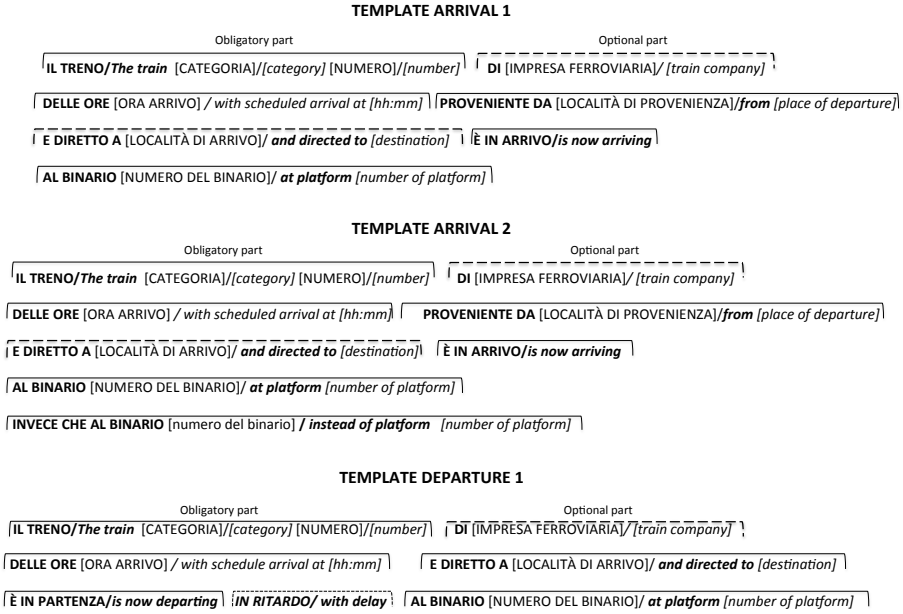 TEMPLATE ARRIVAL 1
Obligatory part Optional part
IL TRENO/The train [CATEGORIA]/[category] [NUMERO]/[number] DI [IMPRESA FERROVIARIA]/ [train company]
DELLE ORE [ORA ARRIVO] / with scheduled arrival at [hh:mm] PROVENIENTE DA [LOCALITÀ DI PROVENIENZA]/from [place of departure]
E DIRETTO A [LOCALITÀ DI ARRIVO]/ and directed to [destination] È IN ARRIVO/is now arriving
AL BINARIO [NUMERO DEL BINARIO]/ at platform [number of platform]
TEMPLATE ARRIVAL 2
Obligatory part Optional part
IL TRENO/The train [CATEGORIA]/[category] [NUMERO]/[number] DI [IMPRESA FERROVIARIA]/ [train company]
DELLE ORE [ORA ARRIVO] / with scheduled arrival at [hh:mm] PROVENIENTE DA [LOCALITÀ DI PROVENIENZA]/from [place of departure]
E DIRETTO A [LOCALITÀ DI ARRIVO]/ and directed to [destination] È IN ARRIVO/is now arriving
AL BINARIO [NUMERO DEL BINARIO]/ at platform [number of platform]
INVECE CHE AL BINARIO [numero del binario] / instead of platform [number of platform]
TEMPLATE DEPARTURE 1
Obligatory part Optional part
IL TRENO/The train [CATEGORIA]/[category] [NUMERO]/[number] DI [IMPRESA FERROVIARIA]/ [train company]
DELLE ORE [ORA ARRIVO] / with schedule arrival at [hh:mm] E DIRETTO A [LOCALITÀ DI ARRIVO]/ and directed to [destination]
È IN PARTENZA/is now departing IN RITARDO/ with delay AL BINARIO [NUMERO DEL BINARIO]/ at platform [number of platform]